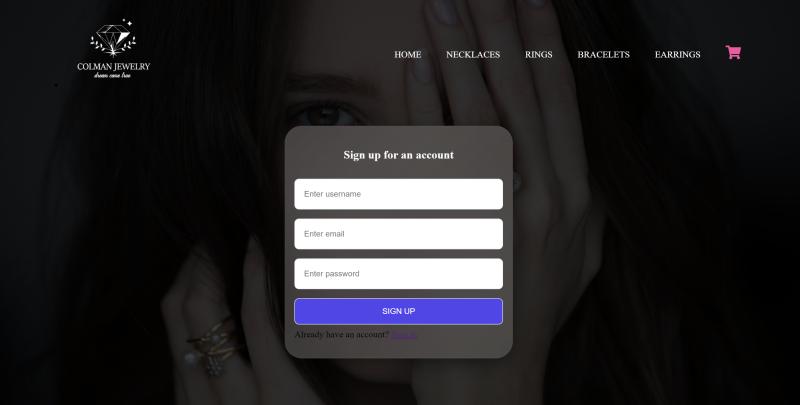 COLMAN JEWELRY
dream come true
HOME NECKLACES RINGS BRACELETS EARRINGS
Sign up for an account
Enter username
Enter email
Enter password
SIGN UP
Already have an account?